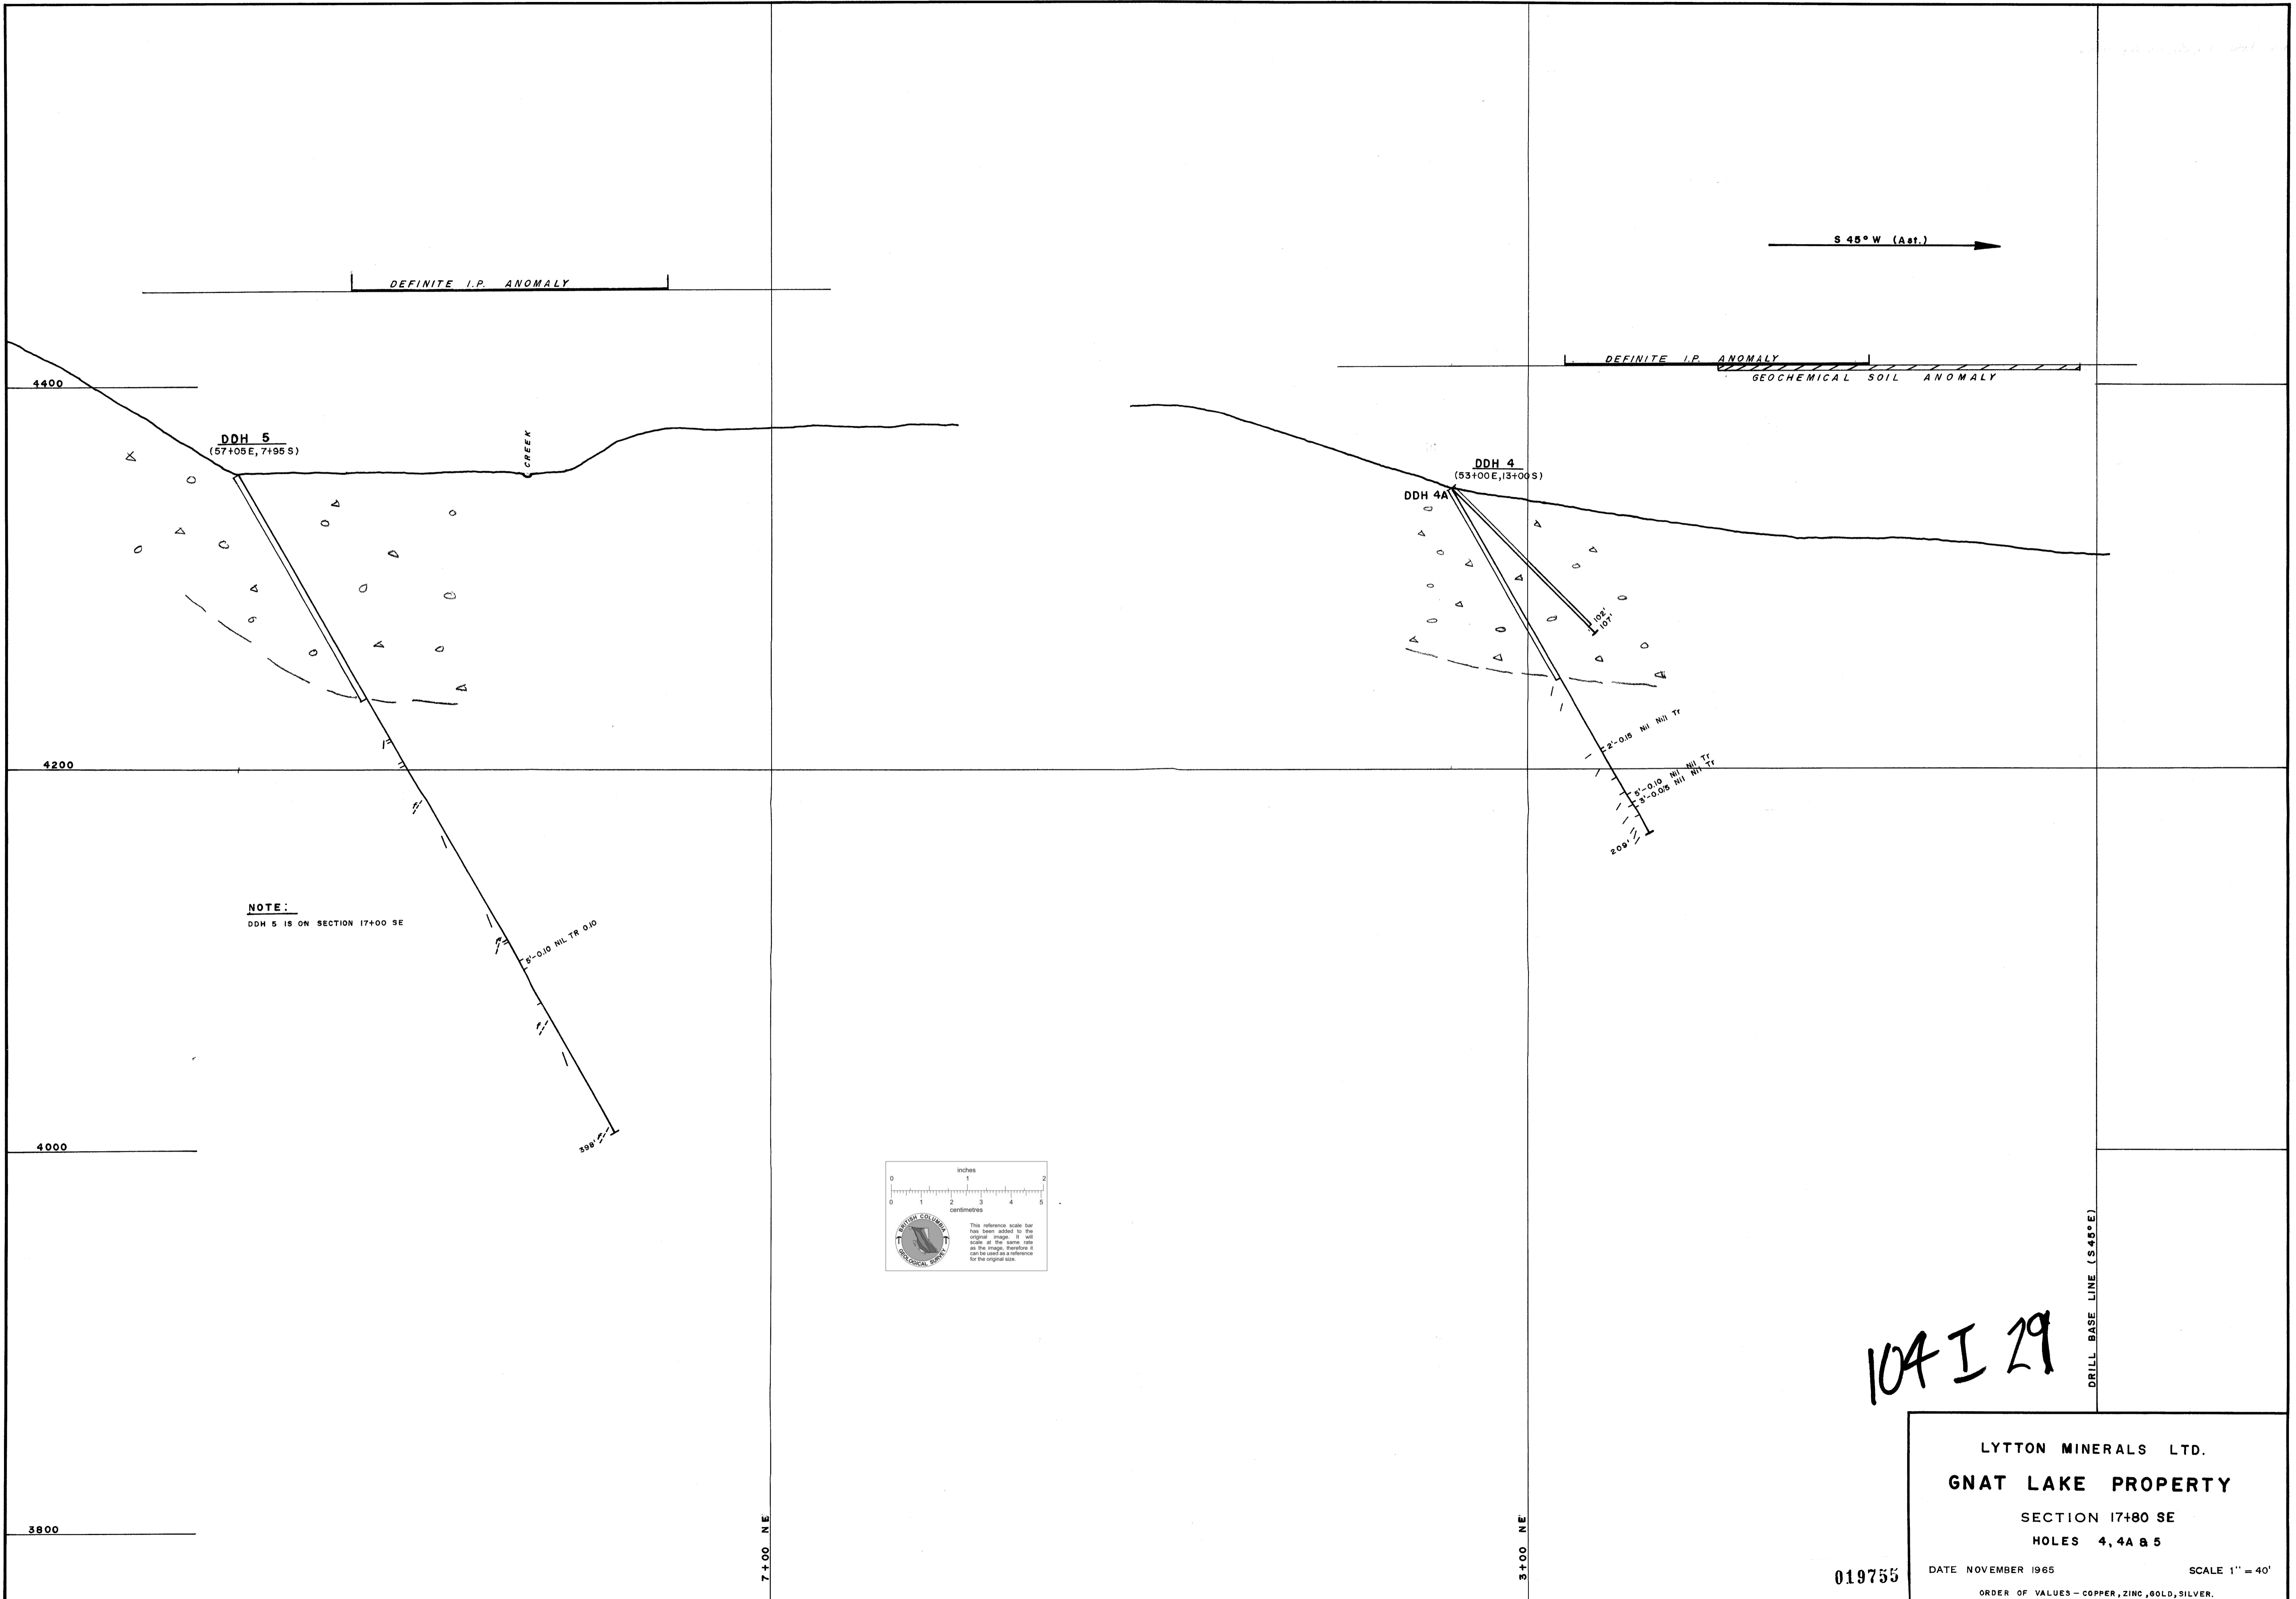 S 45° W (Ast.)
DEFINITE I.P. ANOMALY
DEFINITE I.P. ANOMALY
GEOCHEMICAL SOIL ANOMALY
4400
DDH 5
(57+05 E, 7+95 S)
CREEK
DDH 4
(53+00 E, 13+00 S)
DDH 4A
102'
107'
2'-0.15 Nil Nil Tr
4200
5'-0.10 Nil Nil Tr
3'-0.015 Nil Nil Tr
209'
NOTE:
DDH 5 IS ON SECTION 17+00 SE
5'-0.10 NIL TR 0.10
398'
4000
inches
0 1 2
0 1 2 3 4 5
centimetres
BRITISH COLUMBIA
GEOLOGICAL SURVEY
This reference scale bar
has been added to the
original image. It will
scale at the same rate
as the image, therefore it
can be used as a reference
for the original size.
DRILL BASE LINE (S 45° E)
104 I 29
3800
7+00 NE
3+00 NE
019755
LYTTON MINERALS LTD.
GNAT LAKE PROPERTY
SECTION 17+80 SE
HOLES 4, 4A & 5
DATE NOVEMBER 1965 SCALE 1" = 40'
ORDER OF VALUES - COPPER, ZINC, GOLD, SILVER.